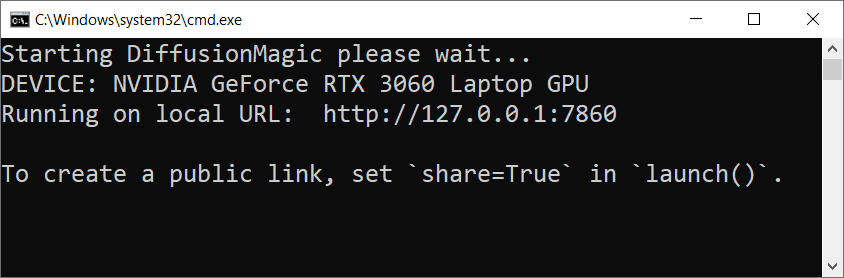 C:\Windows\system32\cmd.exe
Starting DiffusionMagic please wait...
DEVICE: NVIDIA GeForce RTX 3060 Laptop GPU
Running on local URL:  http://127.0.0.1:7860
To create a public link, set `share=True` in `launch()`.